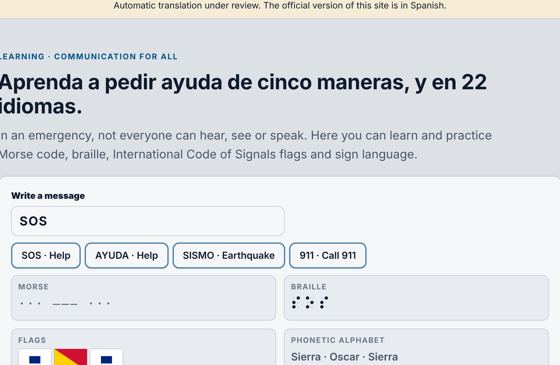 Automatic translation under review. The official version of this site is in Spanish.
LEARNING · COMMUNICATION FOR ALL
Aprenda a pedir ayuda de cinco maneras, y en 22
idiomas.
In an emergency, not everyone can hear, see or speak. Here you can learn and practice
Morse code, braille, International Code of Signals flags and sign language.
Write a message
SOS
SOS · Help AYUDA · Help SISMO · Earthquake 911 · Call 911
MORSE BRAILLE
··· ——— ··· ⠎⠕⠎
FLAGS PHONETIC ALPHABET
Sierra · Oscar · Sierra